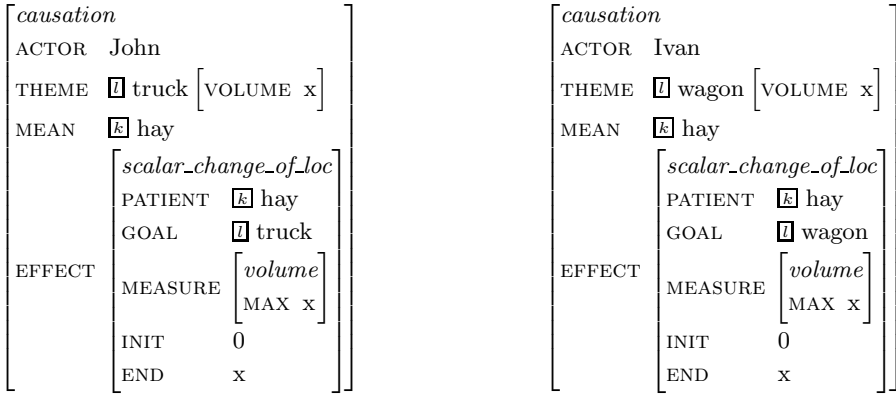 causation
ACTOR John
THEME l truck [VOLUME x]
MEAN k hay
EFFECT
scalar_change_of_loc
PATIENT k hay
GOAL l truck
MEASURE
volume
MAX x
INIT 0
END x
causation
ACTOR Ivan
THEME l wagon [VOLUME x]
MEAN k hay
EFFECT
scalar_change_of_loc
PATIENT k hay
GOAL l wagon
MEASURE
volume
MAX x
INIT 0
END x